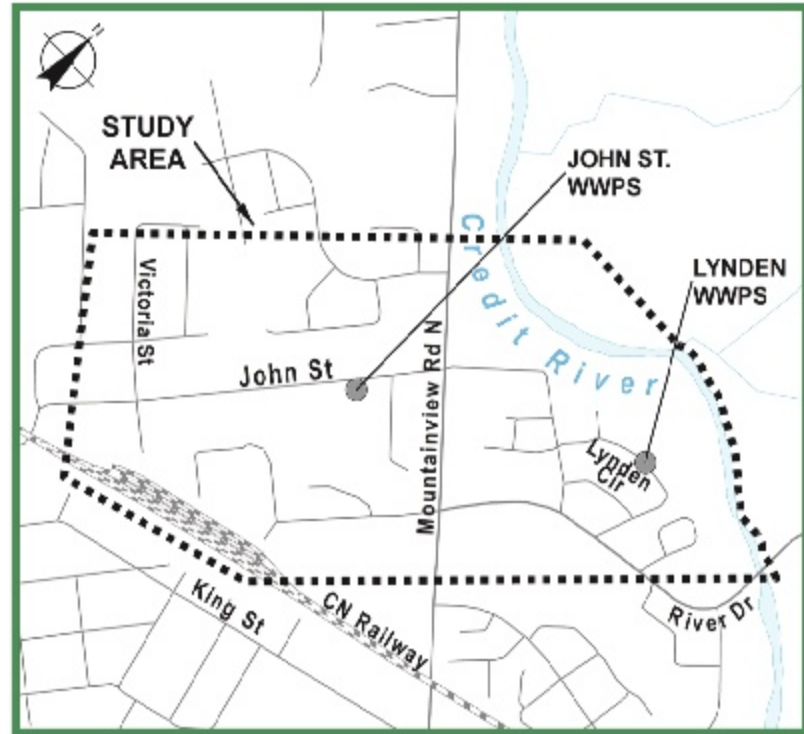 N
STUDY
AREA
JOHN ST.
WWPS
Credit River
LYNDEN
WWPS
Victoria St
John St
Mountainview Rd N
Lynden
Cir
King St
CN Railway
River Dr